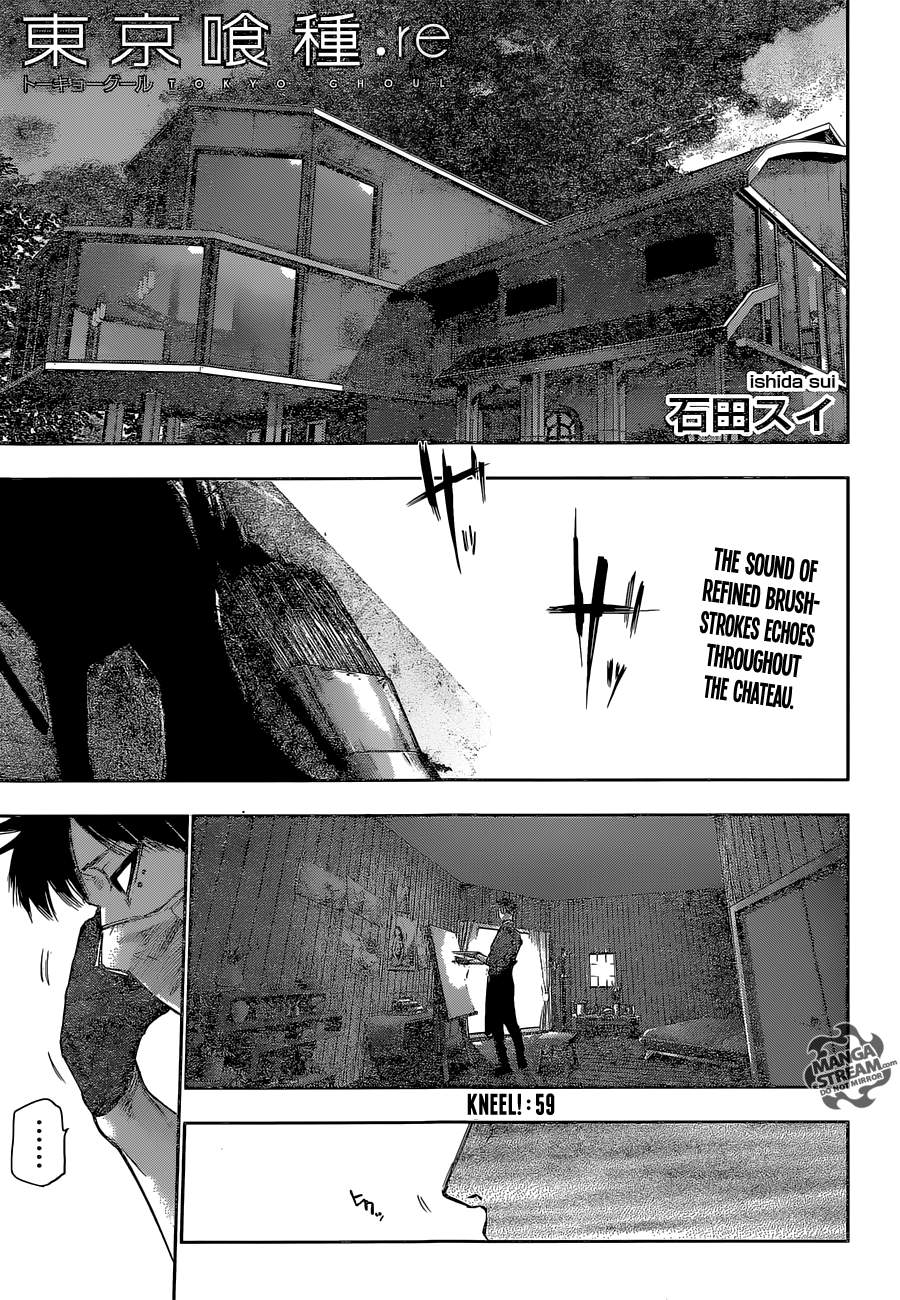 東京喰種:re
トーキョーグール TOKYO GHOUL
ishida sui
石田スイ
THE SOUND OF
REFINED BRUSH-
STROKES ECHOES
THROUGHOUT
THE CHATEAU.
MANGA
STREAM.COM
DO NOT MIRROR
KNEEL! : 59
......